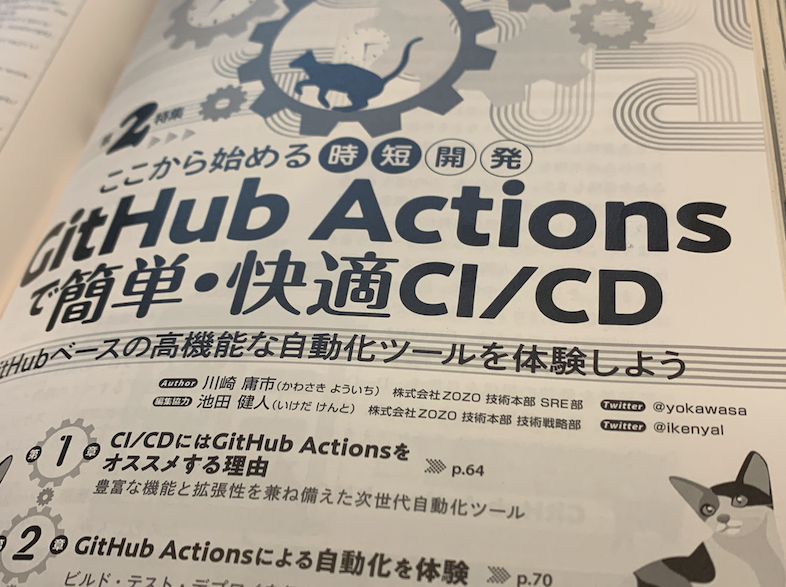 第2特集
ここから始める時短開発
GitHub Actions
で簡単・快適CI/CD
GitHubベースの高機能な自動化ツールを体験しよう
Author 川崎 庸市(かわさき よういち) 株式会社ZOZO 技術本部 SRE部 Twitter @yokawasa
編集協力 池田 健人(いけだ けんと) 株式会社ZOZO 技術本部 技術戦略部 Twitter @ikenyal
第1章 CI/CDにはGitHub Actionsを
オススメする理由 p.64
豊富な機能と拡張性を兼ね備えた次世代自動化ツール
2章 GitHub Actionsによる自動化を体験 p.70
ビルド・テスト・デプロイ